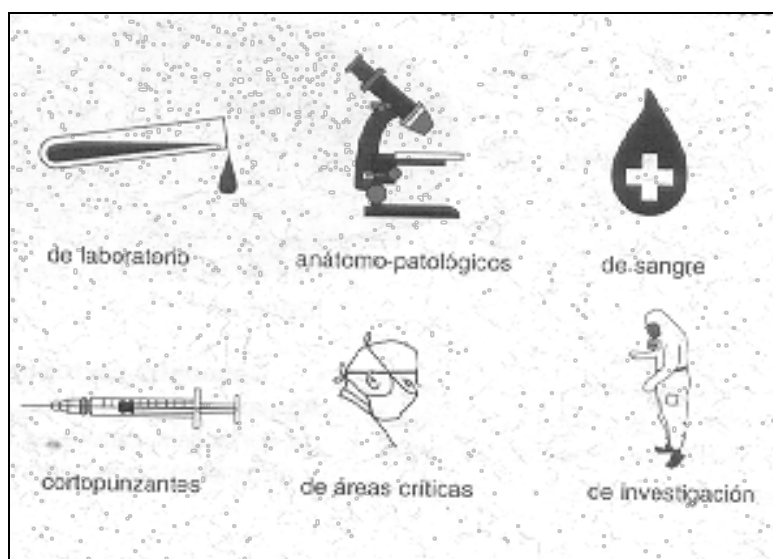 de laboratorio
anátomo-patológicos
de sangre
cortopunzantes
de áreas críticas
de investigación